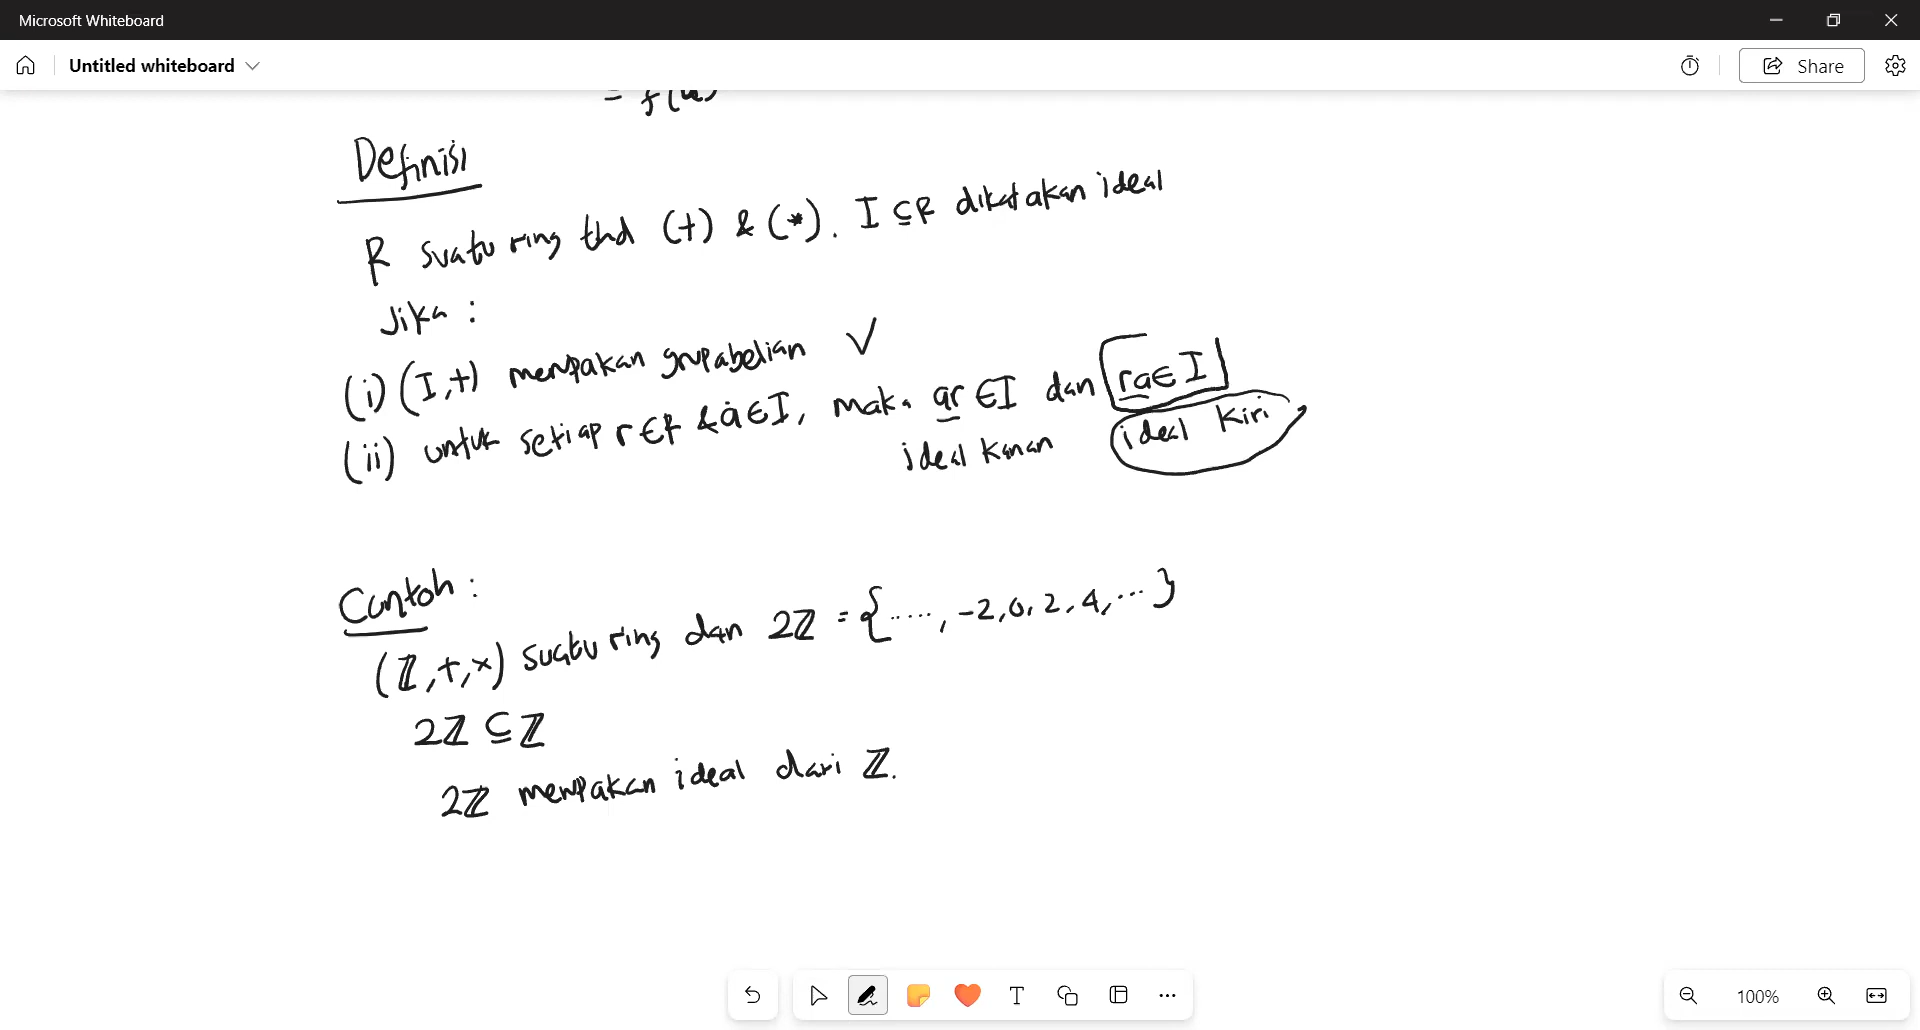 Microsoft Whiteboard
Untitled whiteboard
Share
Definisi
R suatu ring thd (+) & (*). I ⊆ R dikatakan ideal
Jika :
(i) (I,+) merupakan grup abelian ✓
(ii) untuk setiap r ∈ R & a ∈ I, maka ar ∈ I dan ra ∈ I
ideal kanan ideal kiri
Contoh :
(ℤ,+,×) suatu ring dan 2ℤ = {....., -2, 0, 2, 4, ... }
2ℤ ⊆ ℤ
2ℤ merupakan ideal dari ℤ.
100%